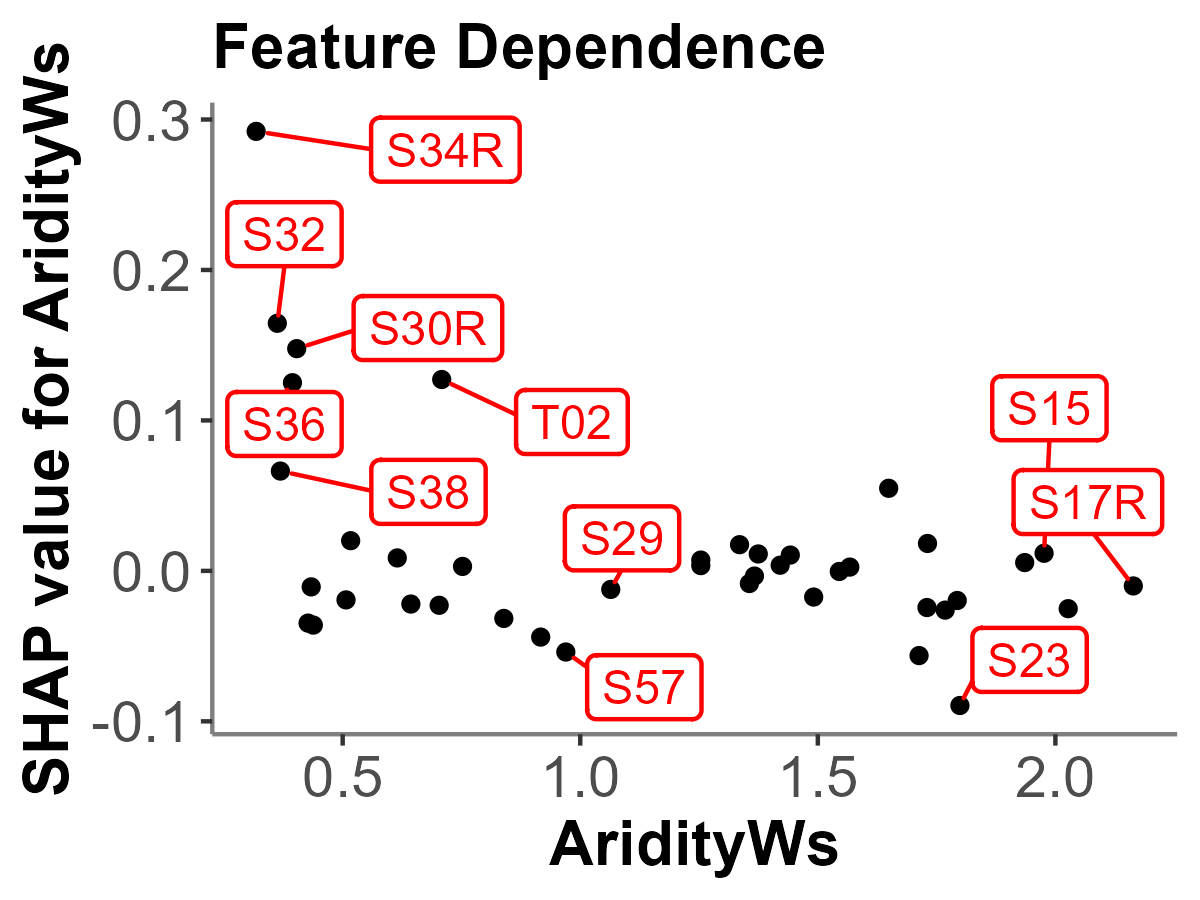 Feature Dependence
SHAP value for AridityWs
0.3
0.2
0.1
0.0
-0.1
S34R
S32
S30R
S36
T02
S38
S15
S17R
S29
S57
S23
0.5
1.0
1.5
2.0
AridityWs